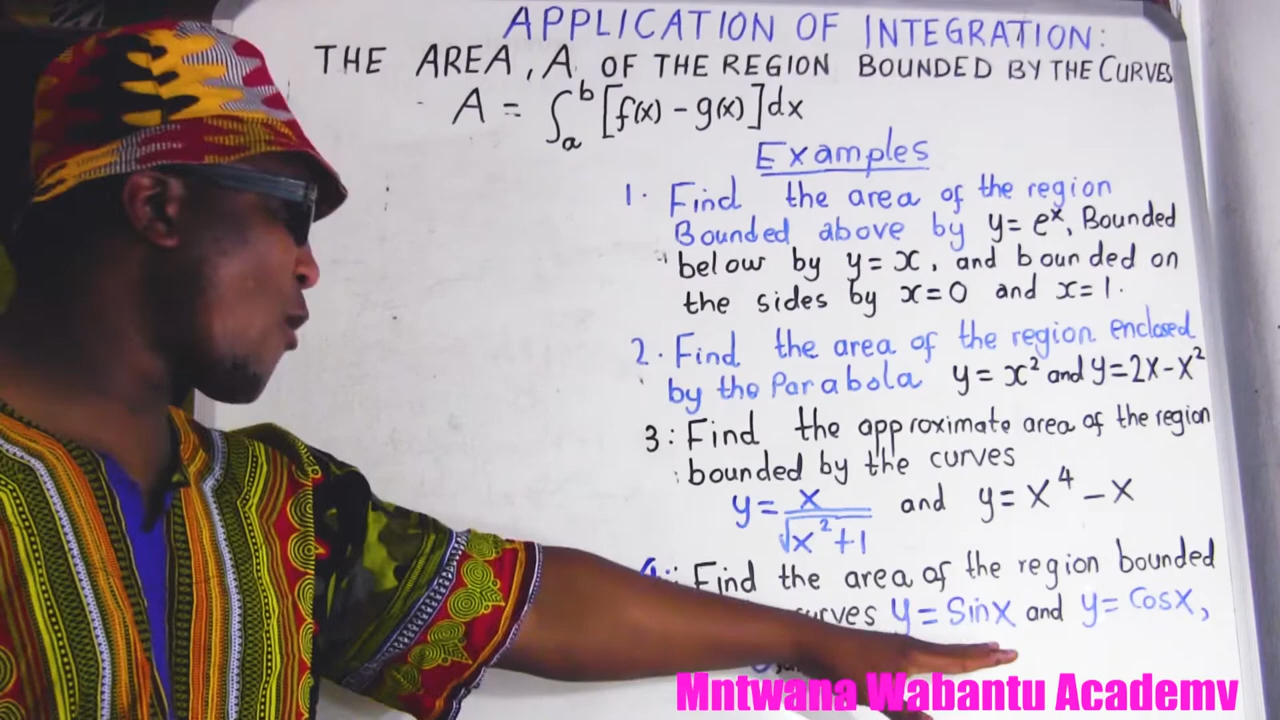 APPLICATION OF INTEGRATION:
THE AREA, A, OF THE REGION BOUNDED BY THE CURVES
A = ∫ₐᵇ [f(x) - g(x)]dx
Examples
1. Find the area of the region
Bounded above by y = eˣ, Bounded
below by y = x, and bounded on
the sides by x=0 and x=1.
2. Find the area of the region enclosed
by the Parabola y = x² and y=2x-x²
3: Find the approximate area of the region
bounded by the curves
y = x/√(x²+1) and y = x⁴ - x
Find the area of the region bounded
y = Sinx and y = Cosx,
Mntwana Wabantu Academy